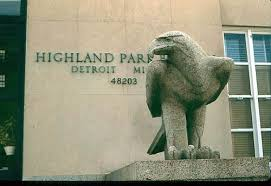 HIGHLAND PARK
DETROIT MI
48203